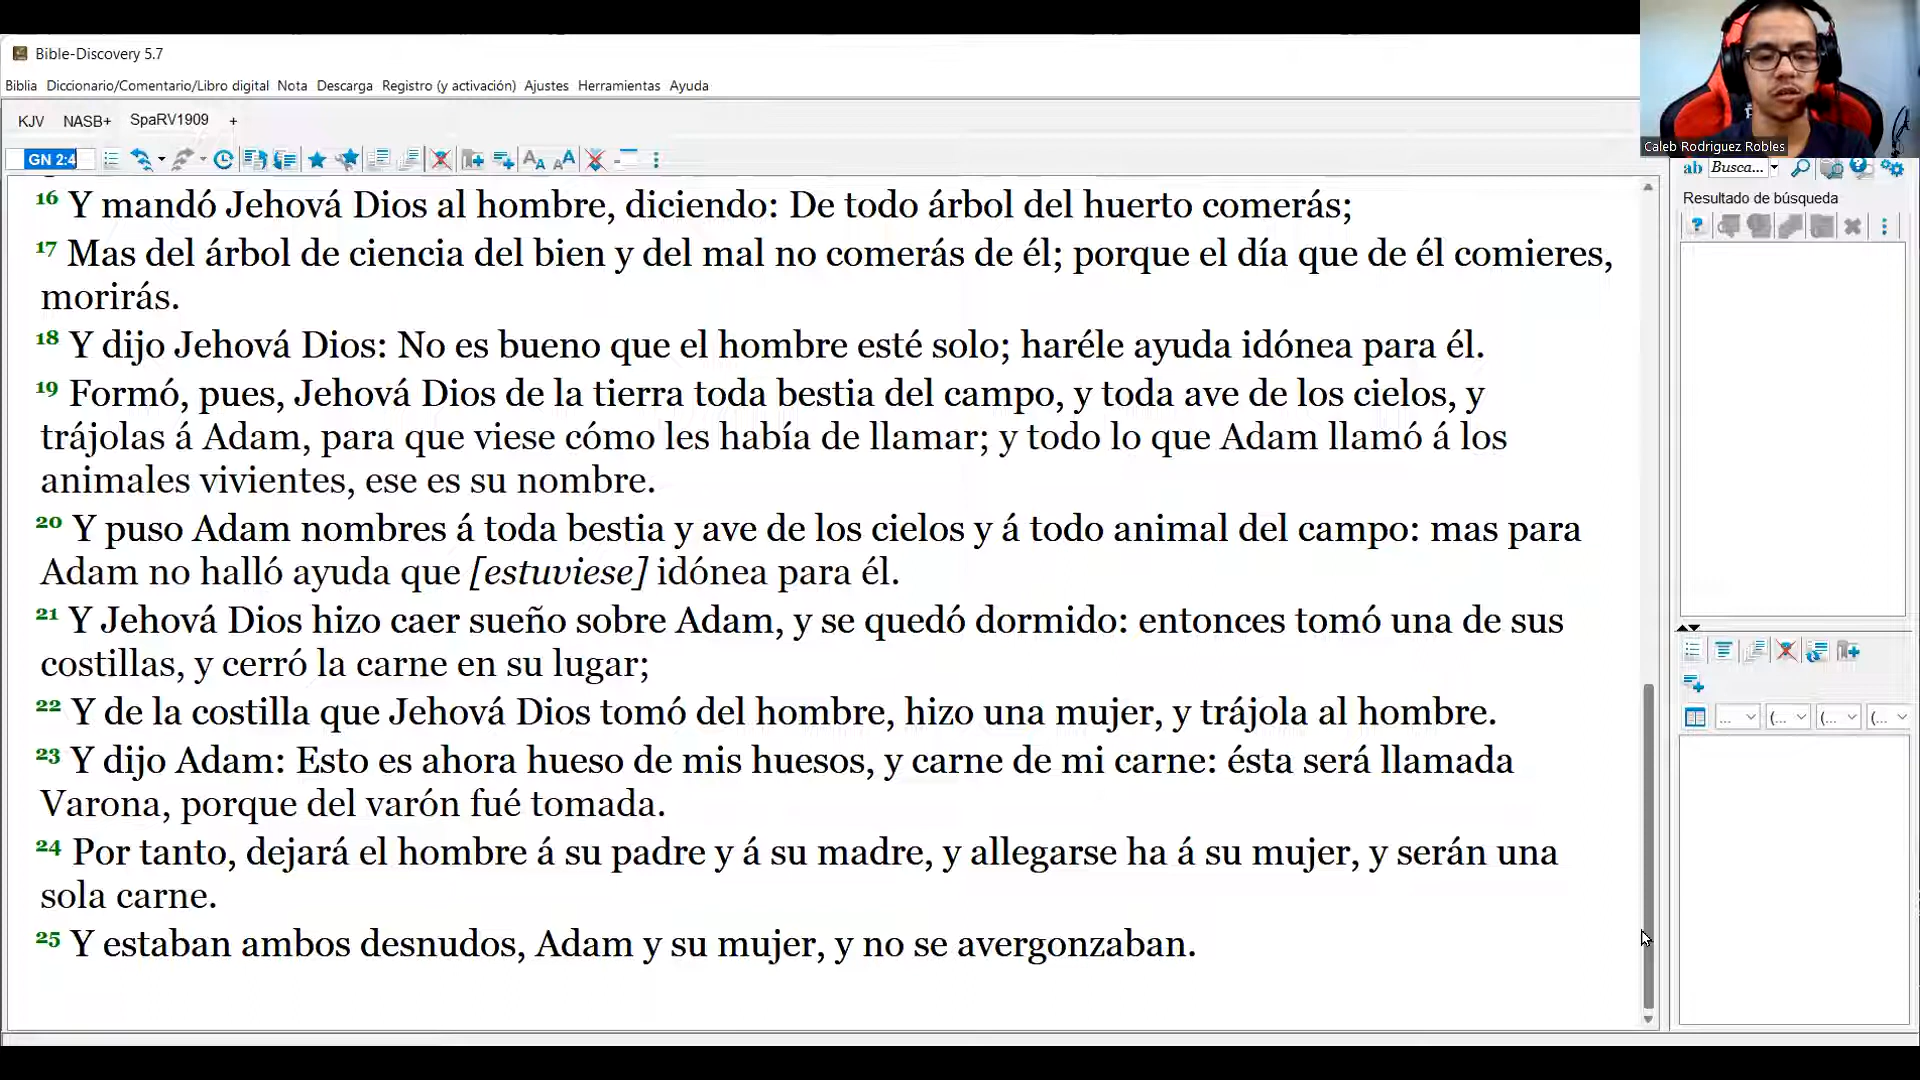 Bible-Discovery 5.7
Biblia Diccionario/Comentario/Libro digital Nota Descarga Registro (y activación) Ajustes Herramientas Ayuda
Caleb Rodriguez Robles
KJV NASB+ SpaRV1909 +
GN 2:4
ab Busca...
Resultado de búsqueda
16 Y mandó Jehová Dios al hombre, diciendo: De todo árbol del huerto comerás;
17 Mas del árbol de ciencia del bien y del mal no comerás de él; porque el día que de él comieres,
morirás.
18 Y dijo Jehová Dios: No es bueno que el hombre esté solo; haréle ayuda idónea para él.
19 Formó, pues, Jehová Dios de la tierra toda bestia del campo, y toda ave de los cielos, y
trájolas á Adam, para que viese cómo les había de llamar; y todo lo que Adam llamó á los
animales vivientes, ese es su nombre.
20 Y puso Adam nombres á toda bestia y ave de los cielos y á todo animal del campo: mas para
Adam no halló ayuda que [estuviese] idónea para él.
21 Y Jehová Dios hizo caer sueño sobre Adam, y se quedó dormido: entonces tomó una de sus
costillas, y cerró la carne en su lugar;
22 Y de la costilla que Jehová Dios tomó del hombre, hizo una mujer, y trájola al hombre.
23 Y dijo Adam: Esto es ahora hueso de mis huesos, y carne de mi carne: ésta será llamada
Varona, porque del varón fué tomada.
24 Por tanto, dejará el hombre á su padre y á su madre, y allegarse ha á su mujer, y serán una
sola carne.
25 Y estaban ambos desnudos, Adam y su mujer, y no se avergonzaban.
... (... (... (...